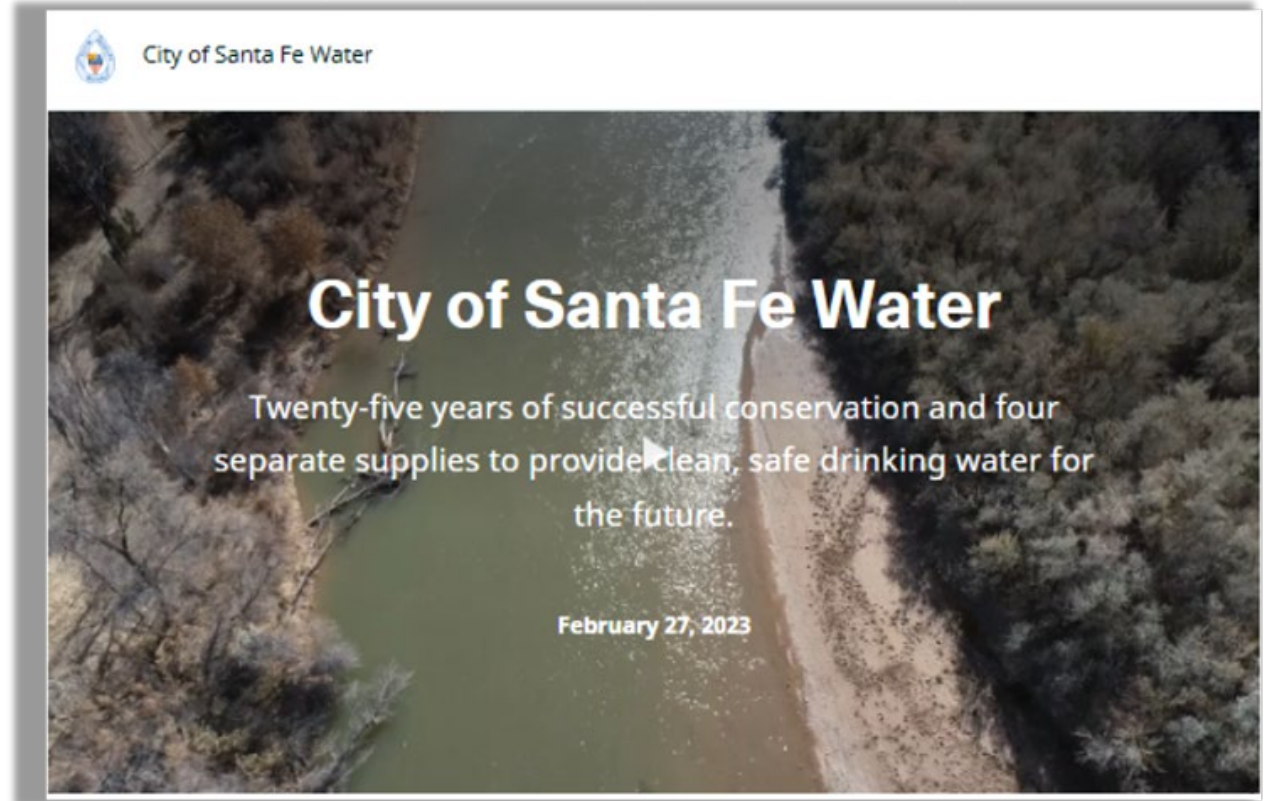 City of Santa Fe Water
City of Santa Fe Water
Twenty-five years of successful conservation and four
separate supplies to provide clean, safe drinking water for
the future.
February 27, 2023